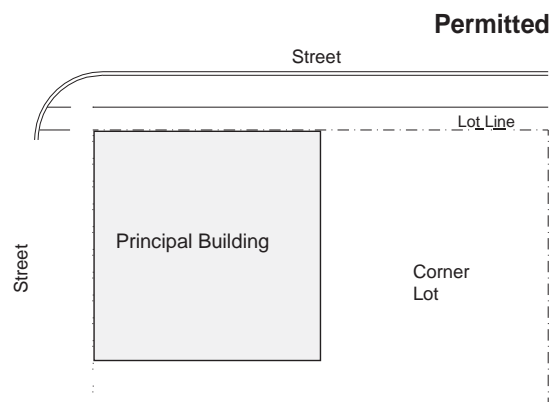 Permitted
Street
Lot Line
Principal Building
Street
Corner
Lot